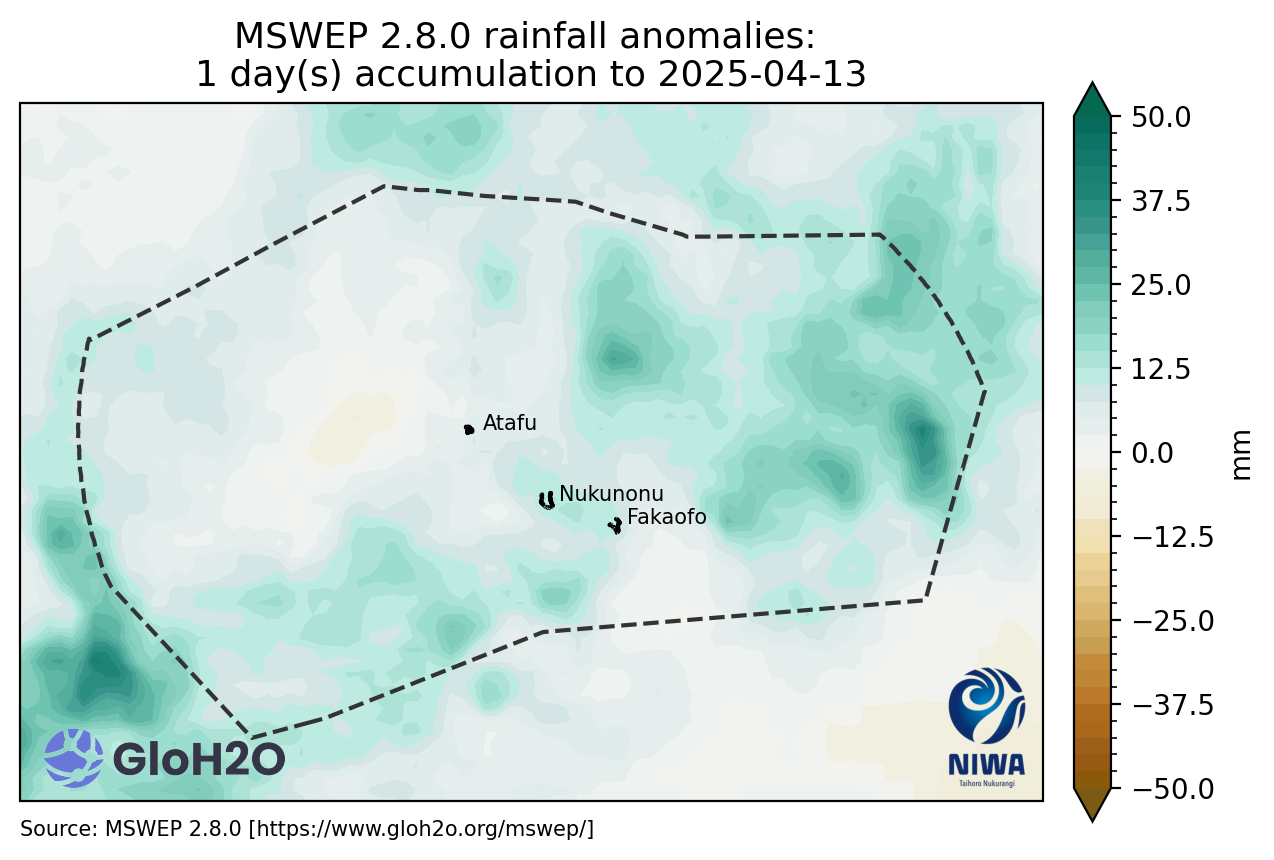 MSWEP 2.8.0 rainfall anomalies:
1 day(s) accumulation to 2025-04-13
50.0
37.5
25.0
12.5
0.0
−12.5
−25.0
−37.5
−50.0
mm
Atafu
Nukunonu
Fakaofo
GloH2O
NIWA
Taihoro Nukurangi
Source: MSWEP 2.8.0 [https://www.gloh2o.org/mswep/]